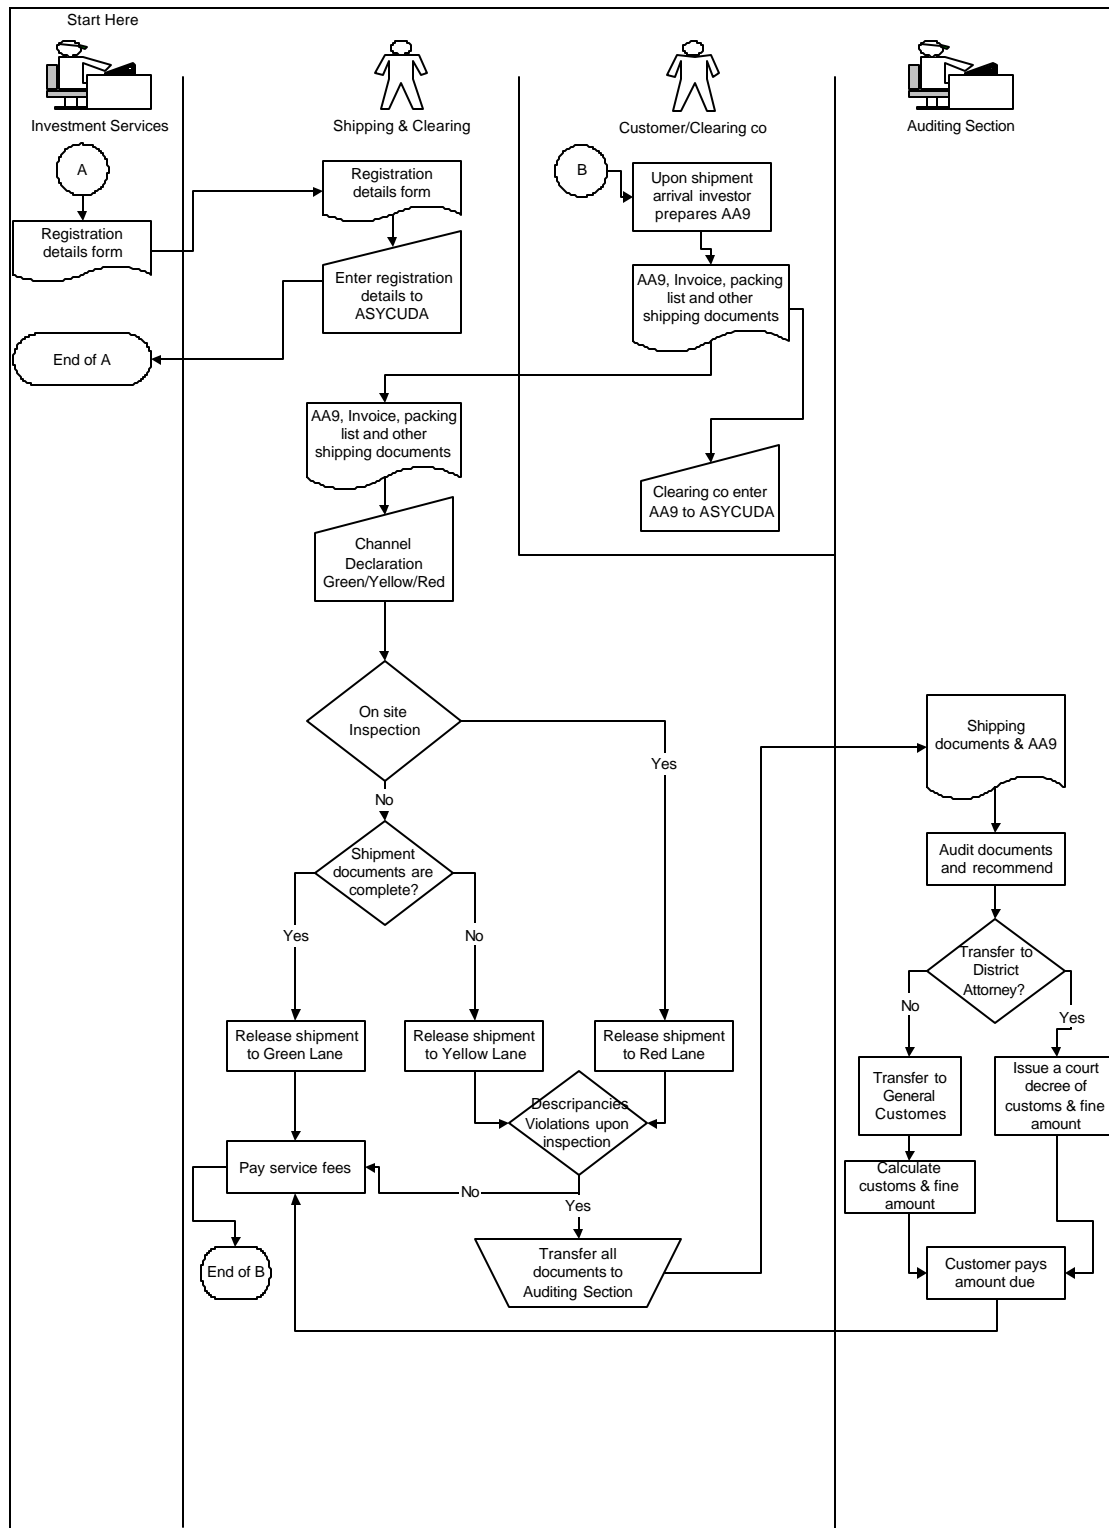 Start Here
Investment Services
Shipping & Clearing
Customer/Clearing co
Auditing Section
A
Registration
details form
Registration
details form
B
Upon shipment
arrival investor
prepares AA9
Enter registration
details to
ASYCUDA
AA9, Invoice, packing
list and other
shipping documents
End of A
AA9, Invoice, packing
list and other
shipping documents
Clearing co enter
AA9 to ASYCUDA
Channel
Declaration
Green/Yellow/Red
On site
Inspection
Yes
No
Shipping
documents & AA9
Shipment
documents are
complete?
Audit documents
and recommend
Yes
No
Transfer to
District
Attorney?
No
Yes
Release shipment
to Green Lane
Release shipment
to Yellow Lane
Release shipment
to Red Lane
Transfer to
General
Customes
Issue a court
decree of
customs & fine
amount
Descripancies
Violations upon
inspection
Pay service fees
No
Yes
Calculate
customs & fine
amount
End of B
Transfer all
documents to
Auditing Section
Customer pays
amount due